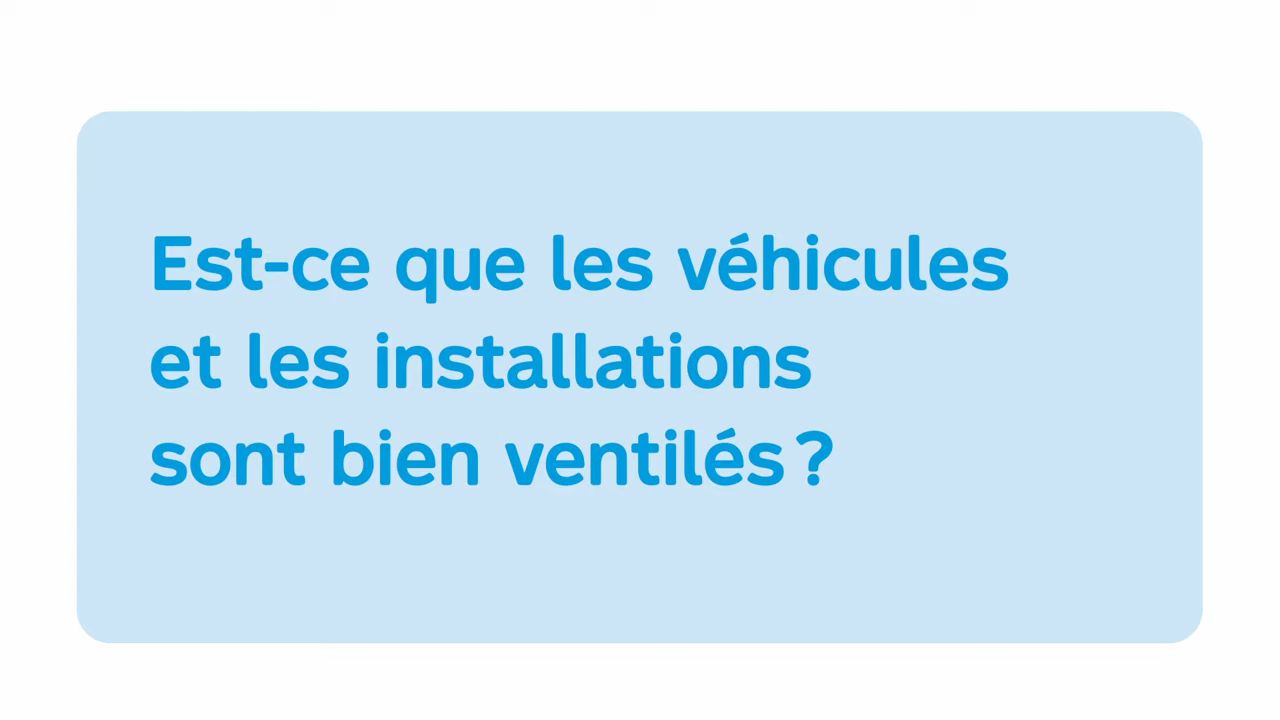 Est-ce que les véhicules
et les installations
sont bien ventilés ?